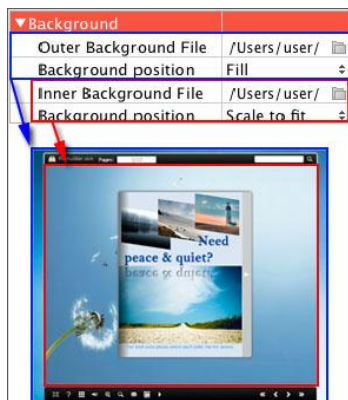 ▼Background
Outer Background File /Users/user/
Background position Fill
Inner Background File /Users/user/
Background position Scale to fit
Pages:
Need
peace & quiet?